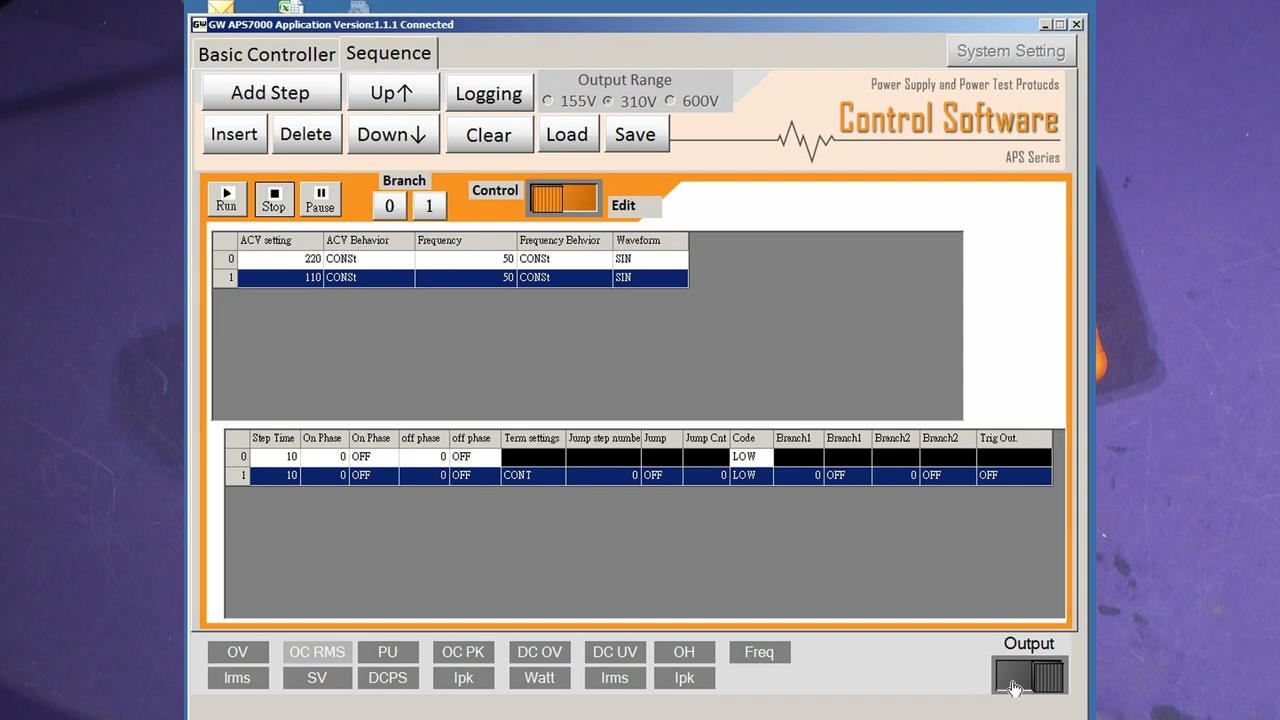 GW GW APS7000 Application Version:1.1.1 Connected
Basic Controller Sequence System Setting
Add Step Up↑ Logging Output Range
155V 310V 600V
Insert Delete Down↓ Clear Load Save
Power Supply and Power Test Protucds
Control Software
APS Series
Run Stop Pause Branch 0 1 Control Edit
ACV setting ACV Behavior Frequency Frequency Behvior Waveform
0 220 CONSt 50 CONSt SIN
1 110 CONSt 50 CONSt SIN
Step Time On Phase On Phase off phase off phase Term settings Jump step numbe Jump Jump Cnt Code Branch1 Branch1 Branch2 Branch2 Trig Out.
0 10 0 OFF 0 OFF LOW
1 10 0 OFF 0 OFF CONT 0 OFF 0 LOW 0 OFF 0 OFF OFF
Output
OV OC RMS PU OC PK DC OV DC UV OH Freq
Irms SV DCPS Ipk Watt Irms Ipk